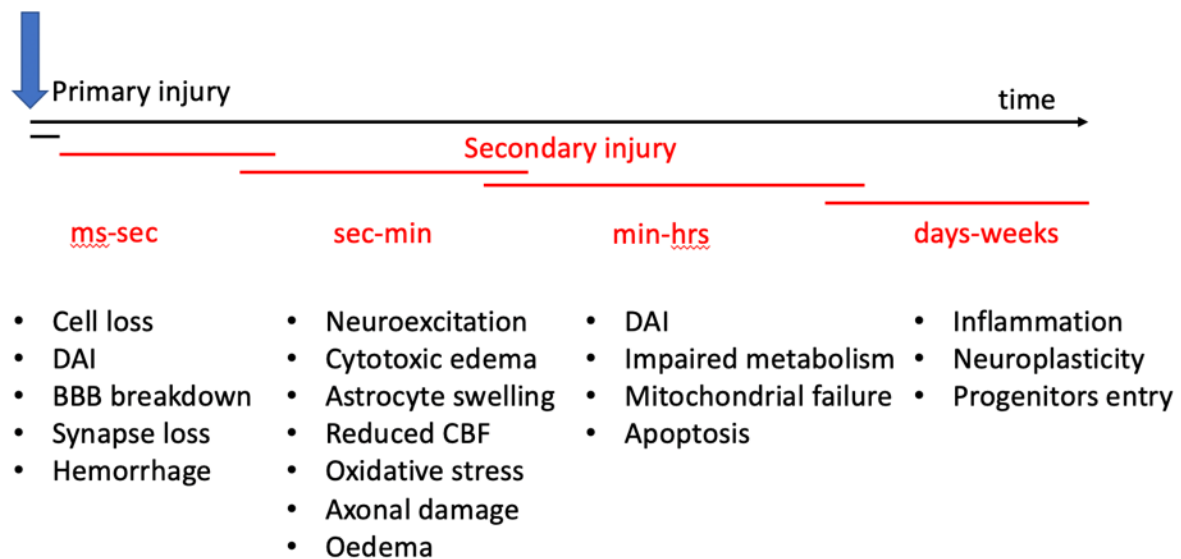 Primary injury
time
Secondary injury
ms-sec
sec-min
min-hrs
days-weeks
• Cell loss
• DAI
• BBB breakdown
• Synapse loss
• Hemorrhage
• Neuroexcitation
• Cytotoxic edema
• Astrocyte swelling
• Reduced CBF
• Oxidative stress
• Axonal damage
• Oedema
• DAI
• Impaired metabolism
• Mitochondrial failure
• Apoptosis
• Inflammation
• Neuroplasticity
• Progenitors entry